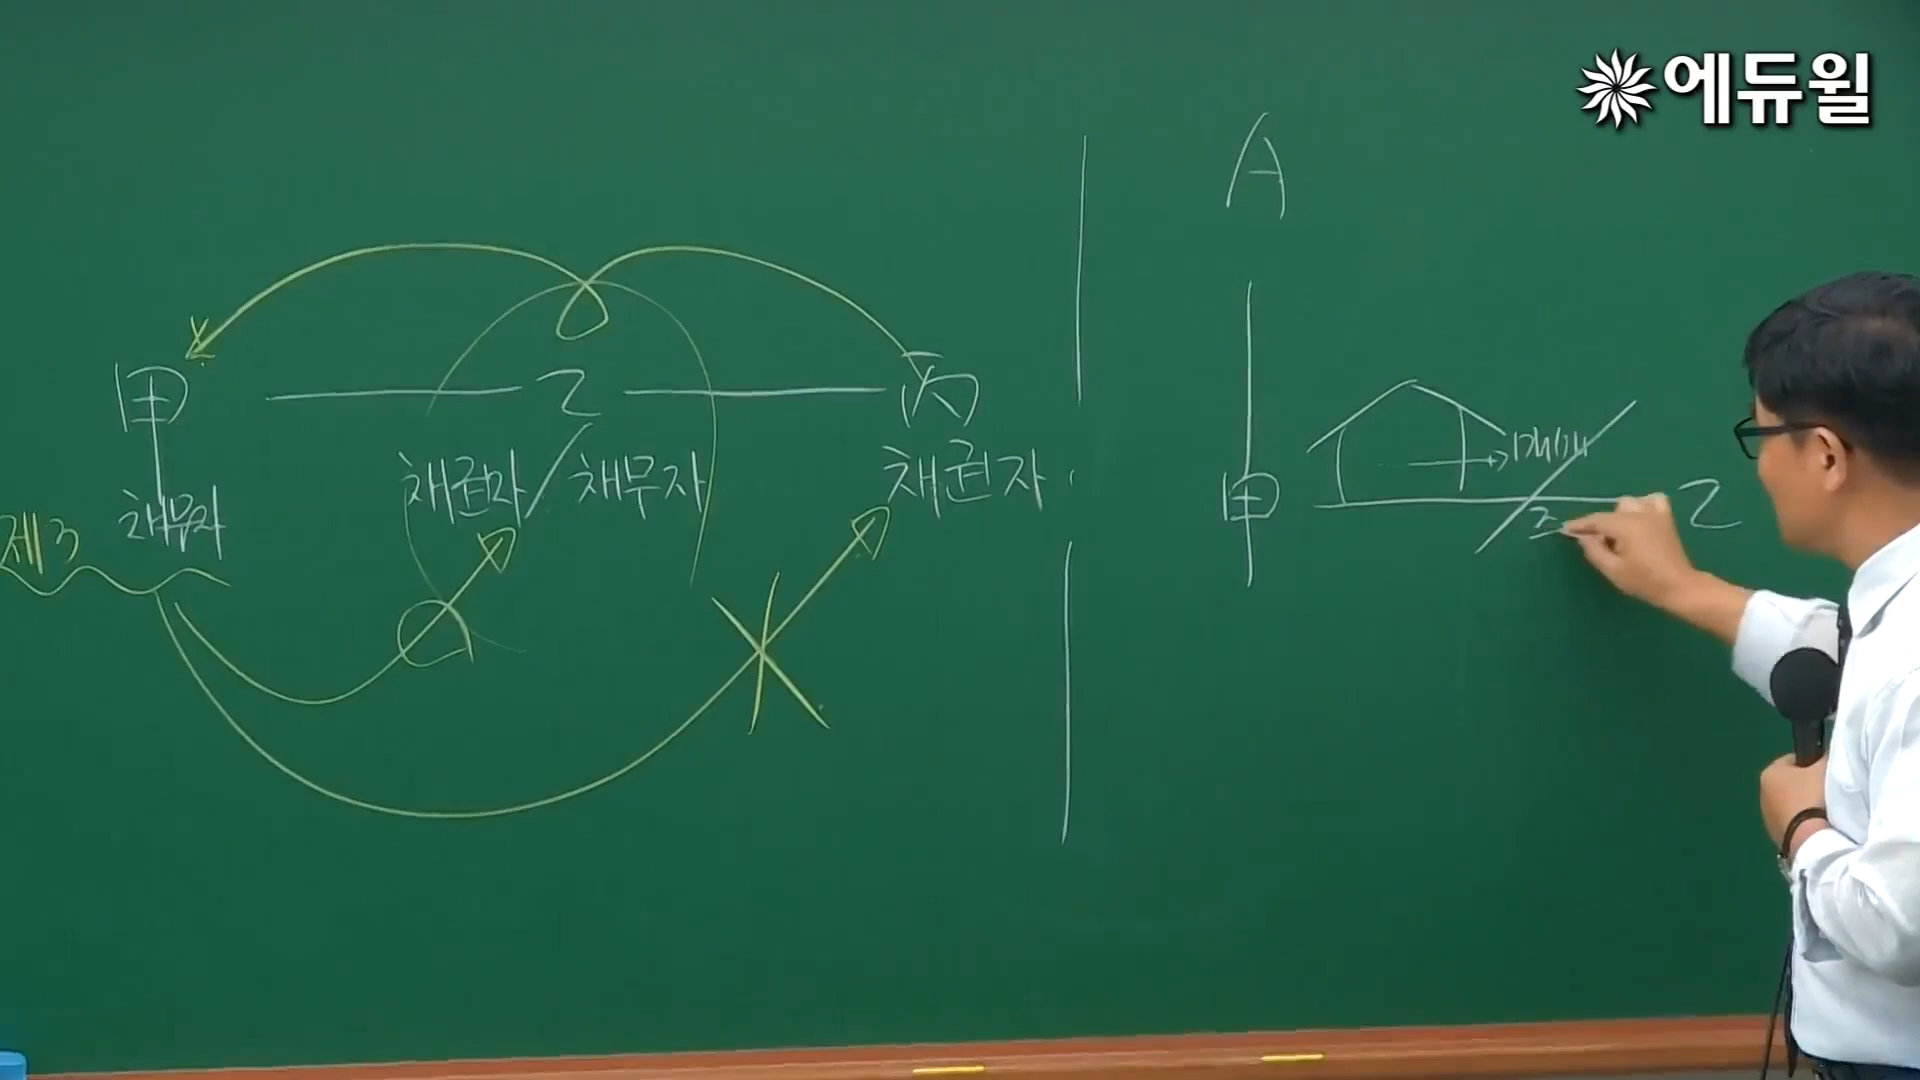 에듀윌
A
甲 乙 丙
채권자/채무자 채권자
제3 채무자
甲 매매 乙